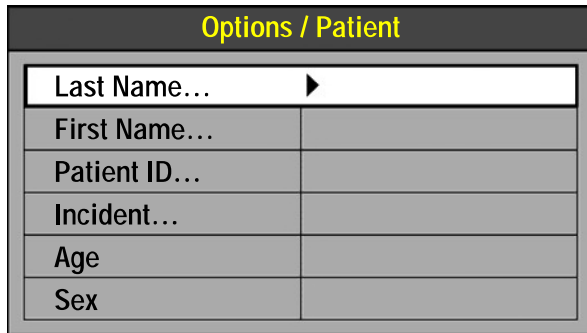 Options / Patient
Last Name...
First Name...
Patient ID...
Incident...
Age
Sex